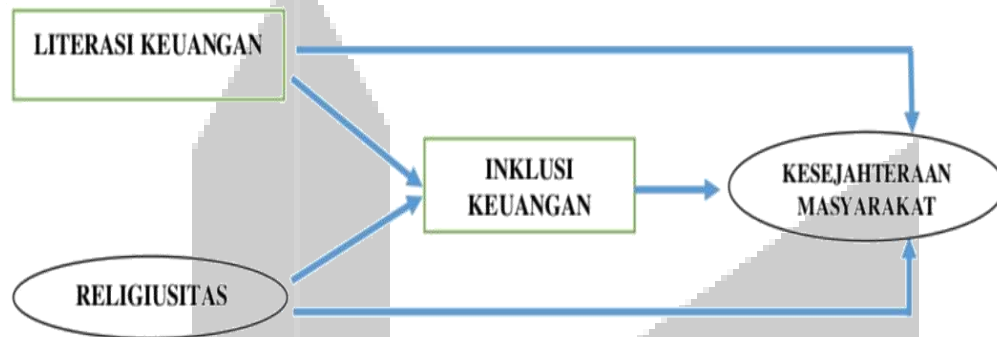 LITERASI KEUANGAN
INKLUSI
KEUANGAN
KESEJAHTERAAN
MASYARAKAT
RELIGIUSITAS